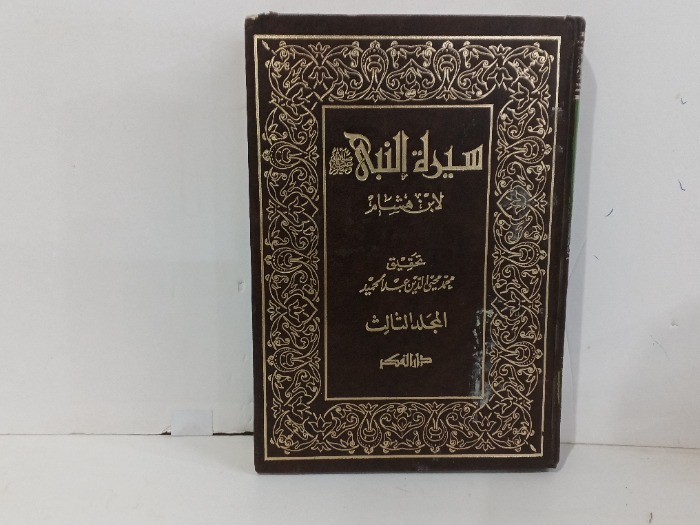 سيرة النبي ﷺ
لابن هشام
تحقيق
محمد محيي الدين عبد الحميد
المجلد الثالث
دار الفكر